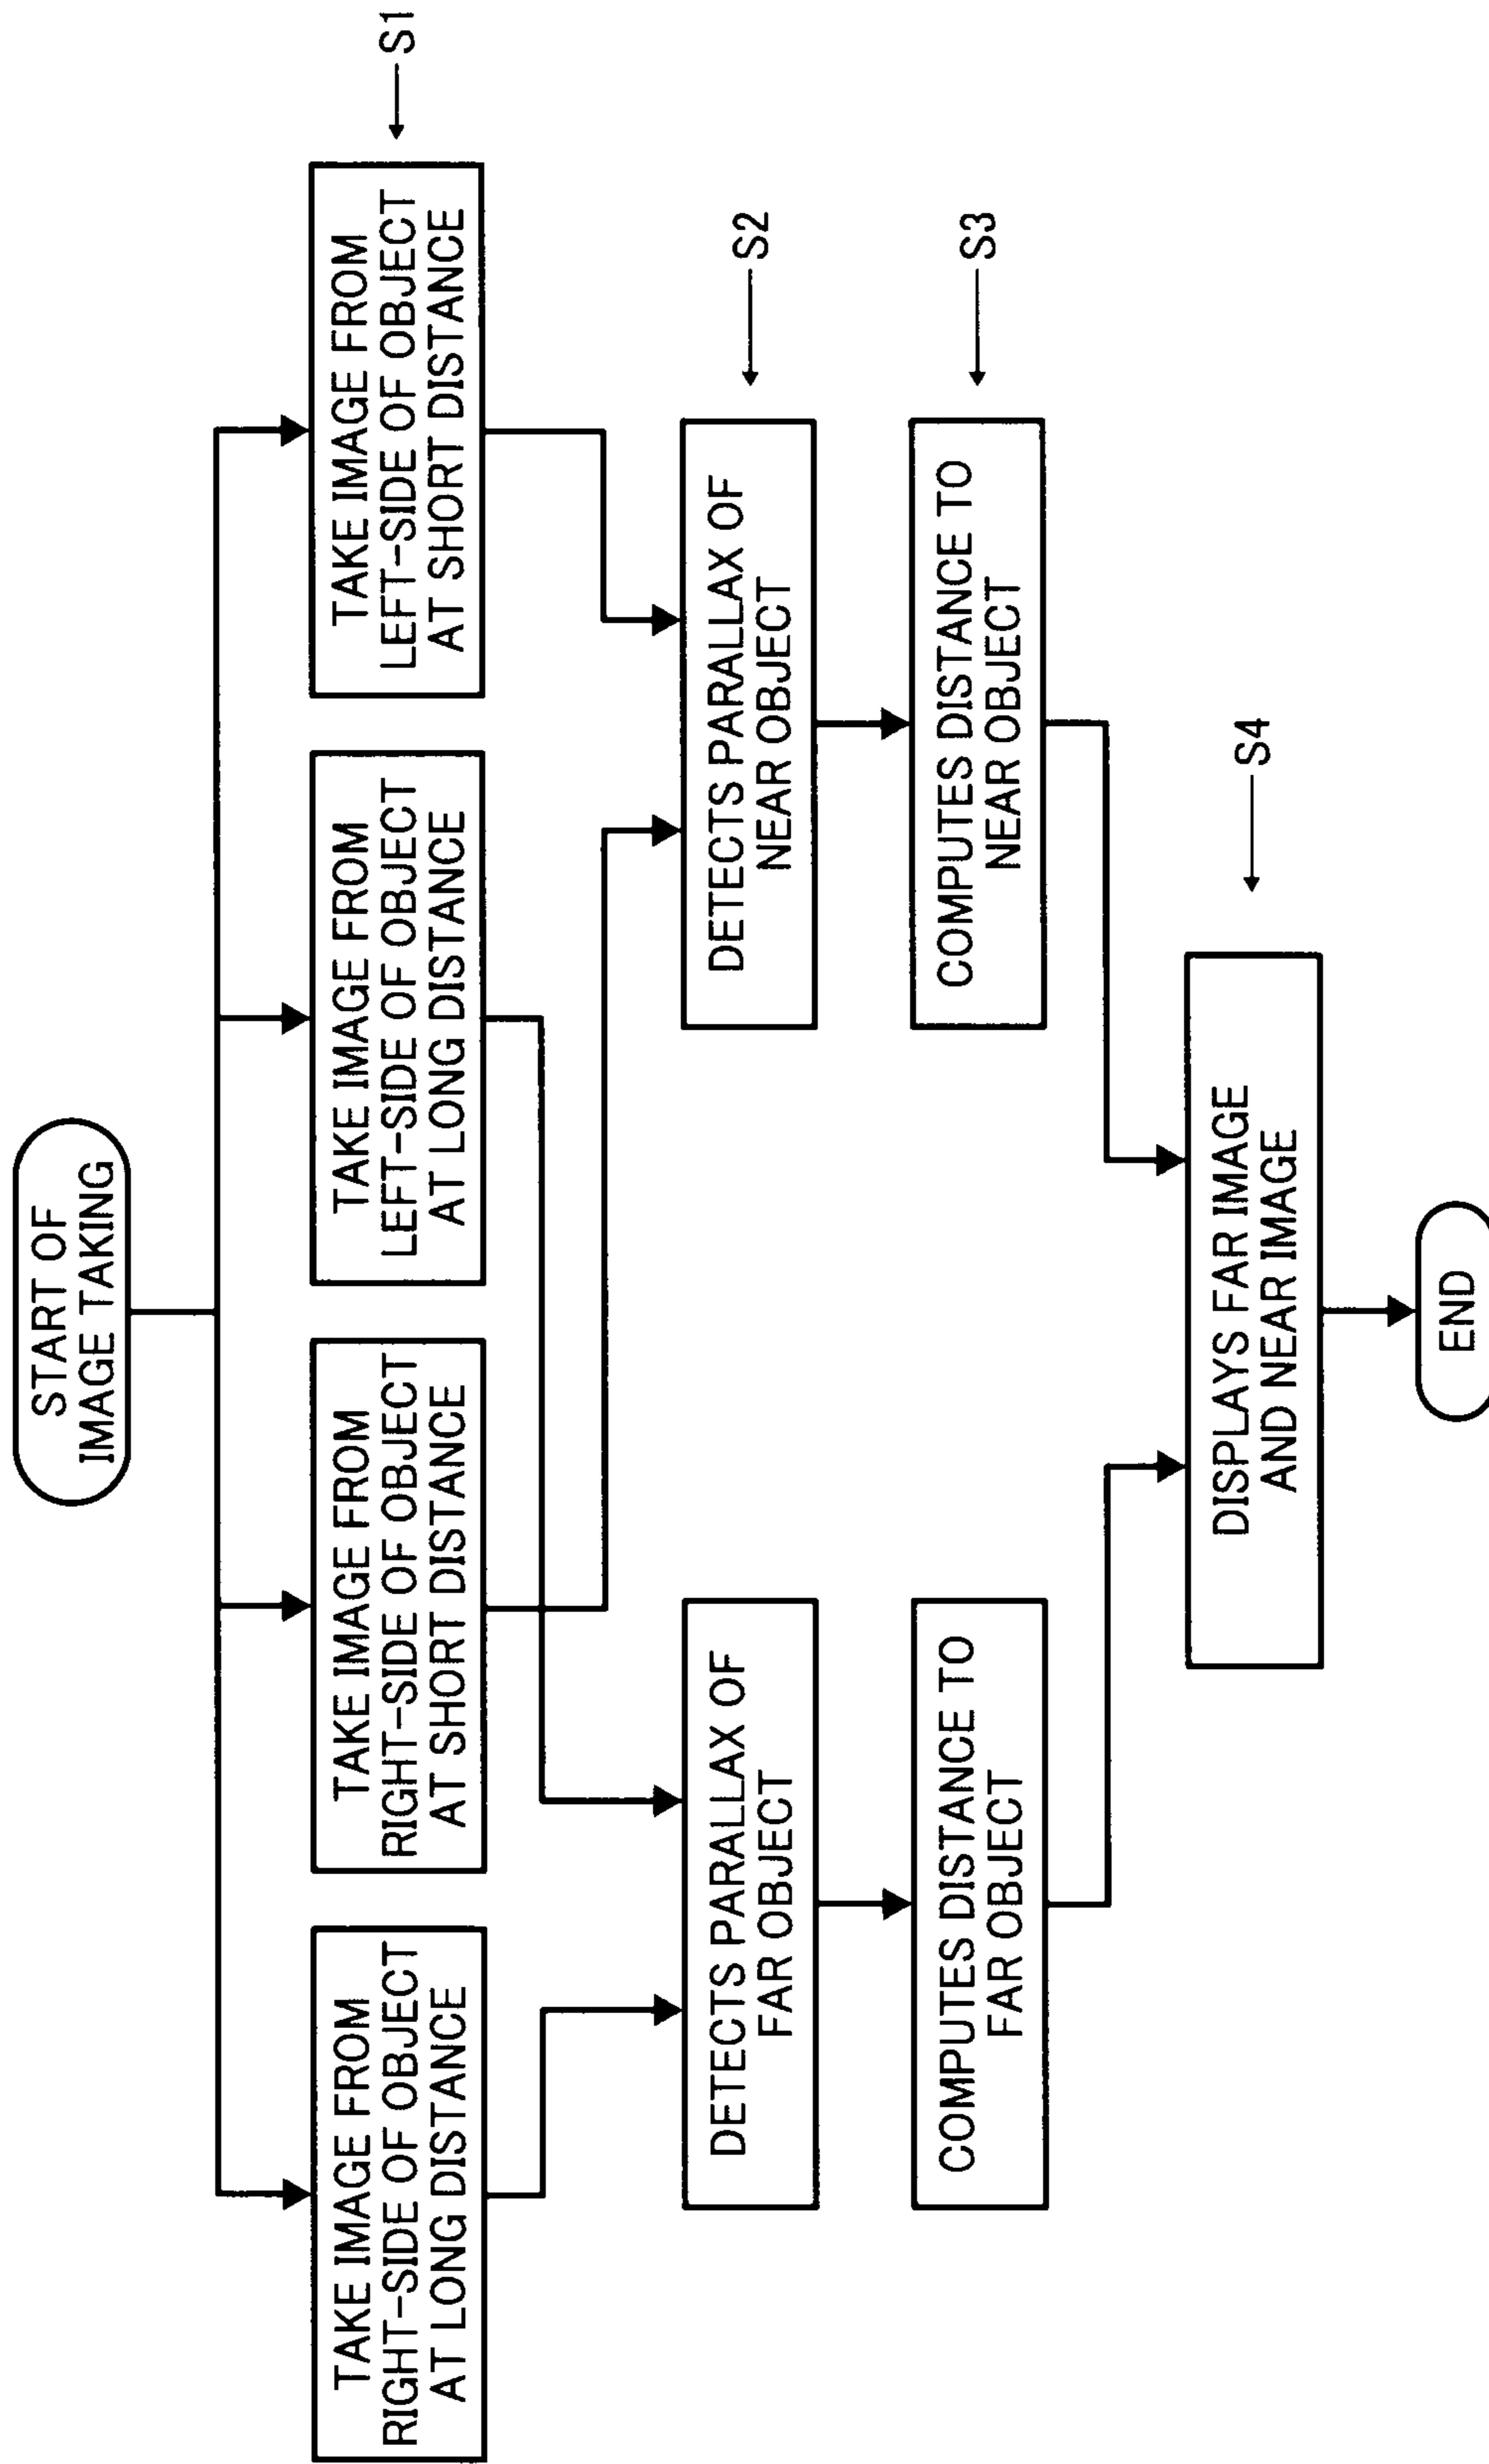 START OF
IMAGE TAKING
TAKE IMAGE FROM
RIGHT-SIDE OF OBJECT
AT LONG DISTANCE
TAKE IMAGE FROM
RIGHT-SIDE OF OBJECT
AT SHORT DISTANCE
TAKE IMAGE FROM
LEFT-SIDE OF OBJECT
AT LONG DISTANCE
TAKE IMAGE FROM
LEFT-SIDE OF OBJECT
AT SHORT DISTANCE
S1
DETECTS PARALLAX OF
FAR OBJECT
DETECTS PARALLAX OF
NEAR OBJECT
S2
COMPUTES DISTANCE TO
FAR OBJECT
COMPUTES DISTANCE TO
NEAR OBJECT
S3
DISPLAYS FAR IMAGE
AND NEAR IMAGE
S4
END